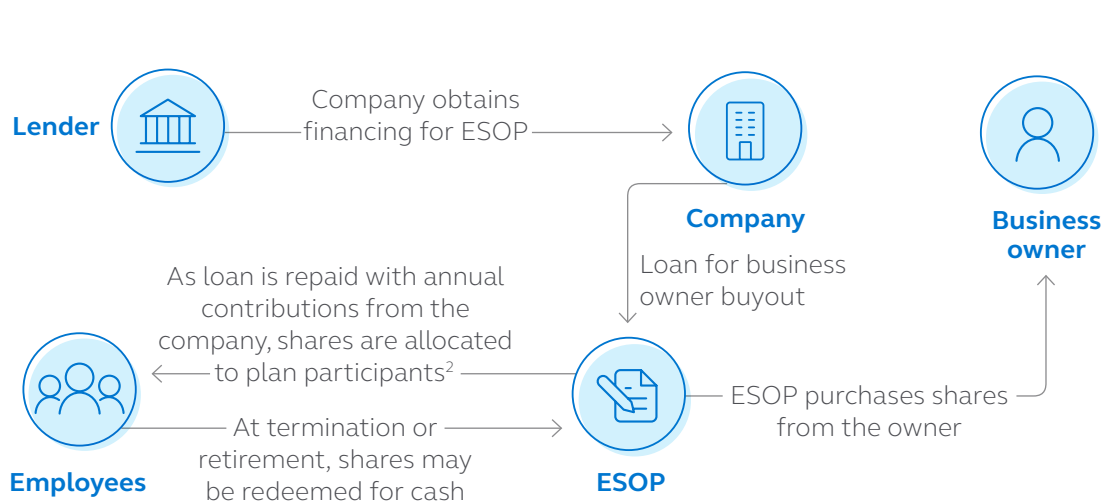 Lender
Company obtains
financing for ESOP
Company
Business
owner
Loan for business
owner buyout
As loan is repaid with annual
contributions from the
company, shares are allocated
to plan participants²
ESOP purchases shares
from the owner
At termination or
retirement, shares may
be redeemed for cash
Employees
ESOP